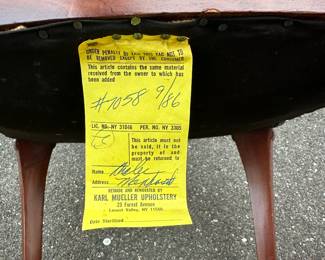 UNDER PENALTY OF LAW THIS TAG NOT TO
BE REMOVED EXCEPT BY THE CONSUMER
This article contains the same material
received from the owner to which has
been added
#7058 9/86
LIC. NO. NY 31046 PER. NO. NY 3305
This article must
not be sold, it is
the property of
and must be
returned to
Name
Address
REMADE AND RENOVATED BY
KARL MUELLER UPHOLSTERY
23 Forest Avenue
Locust Valley, NY 11560
Date Sterilized